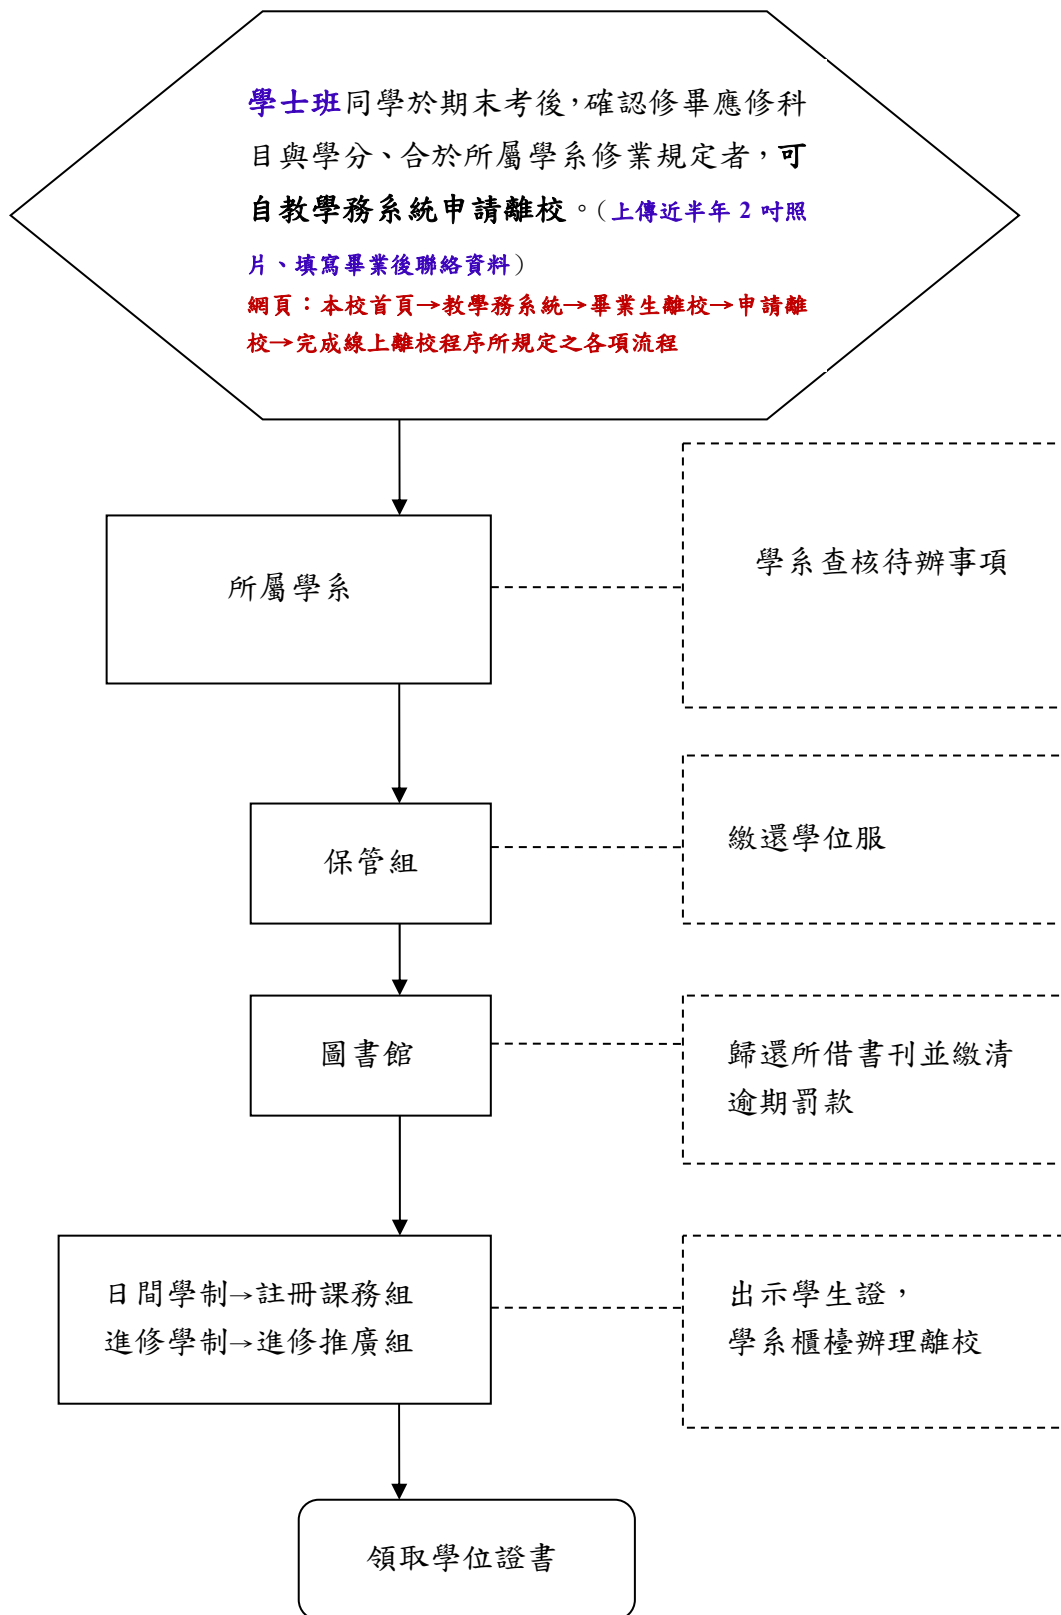 學士班同學於期末考後，確認修畢應修科
目與學分、合於所屬學系修業規定者，可
自教學務系統申請離校。（上傳近半年 2 吋照
片、填寫畢業後聯絡資料）
網頁：本校首頁→教學務系統→畢業生離校→申請離
校→完成線上離校程序所規定之各項流程
所屬學系
學系查核待辦事項
保管組
繳還學位服
圖書館
歸還所借書刊並繳清
逾期罰款
日間學制→註冊課務組
進修學制→進修推廣組
出示學生證，
學系櫃檯辦理離校
領取學位證書